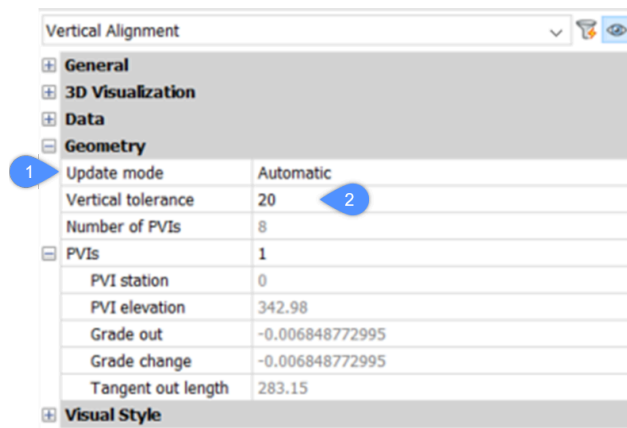 Vertical Alignment
General
3D Visualization
Data
Geometry
1 Update mode Automatic
Vertical tolerance 20 2
Number of PVIs 8
PVIs 1
PVI station 0
PVI elevation 342.98
Grade out -0.006848772995
Grade change -0.006848772995
Tangent out length 283.15
Visual Style